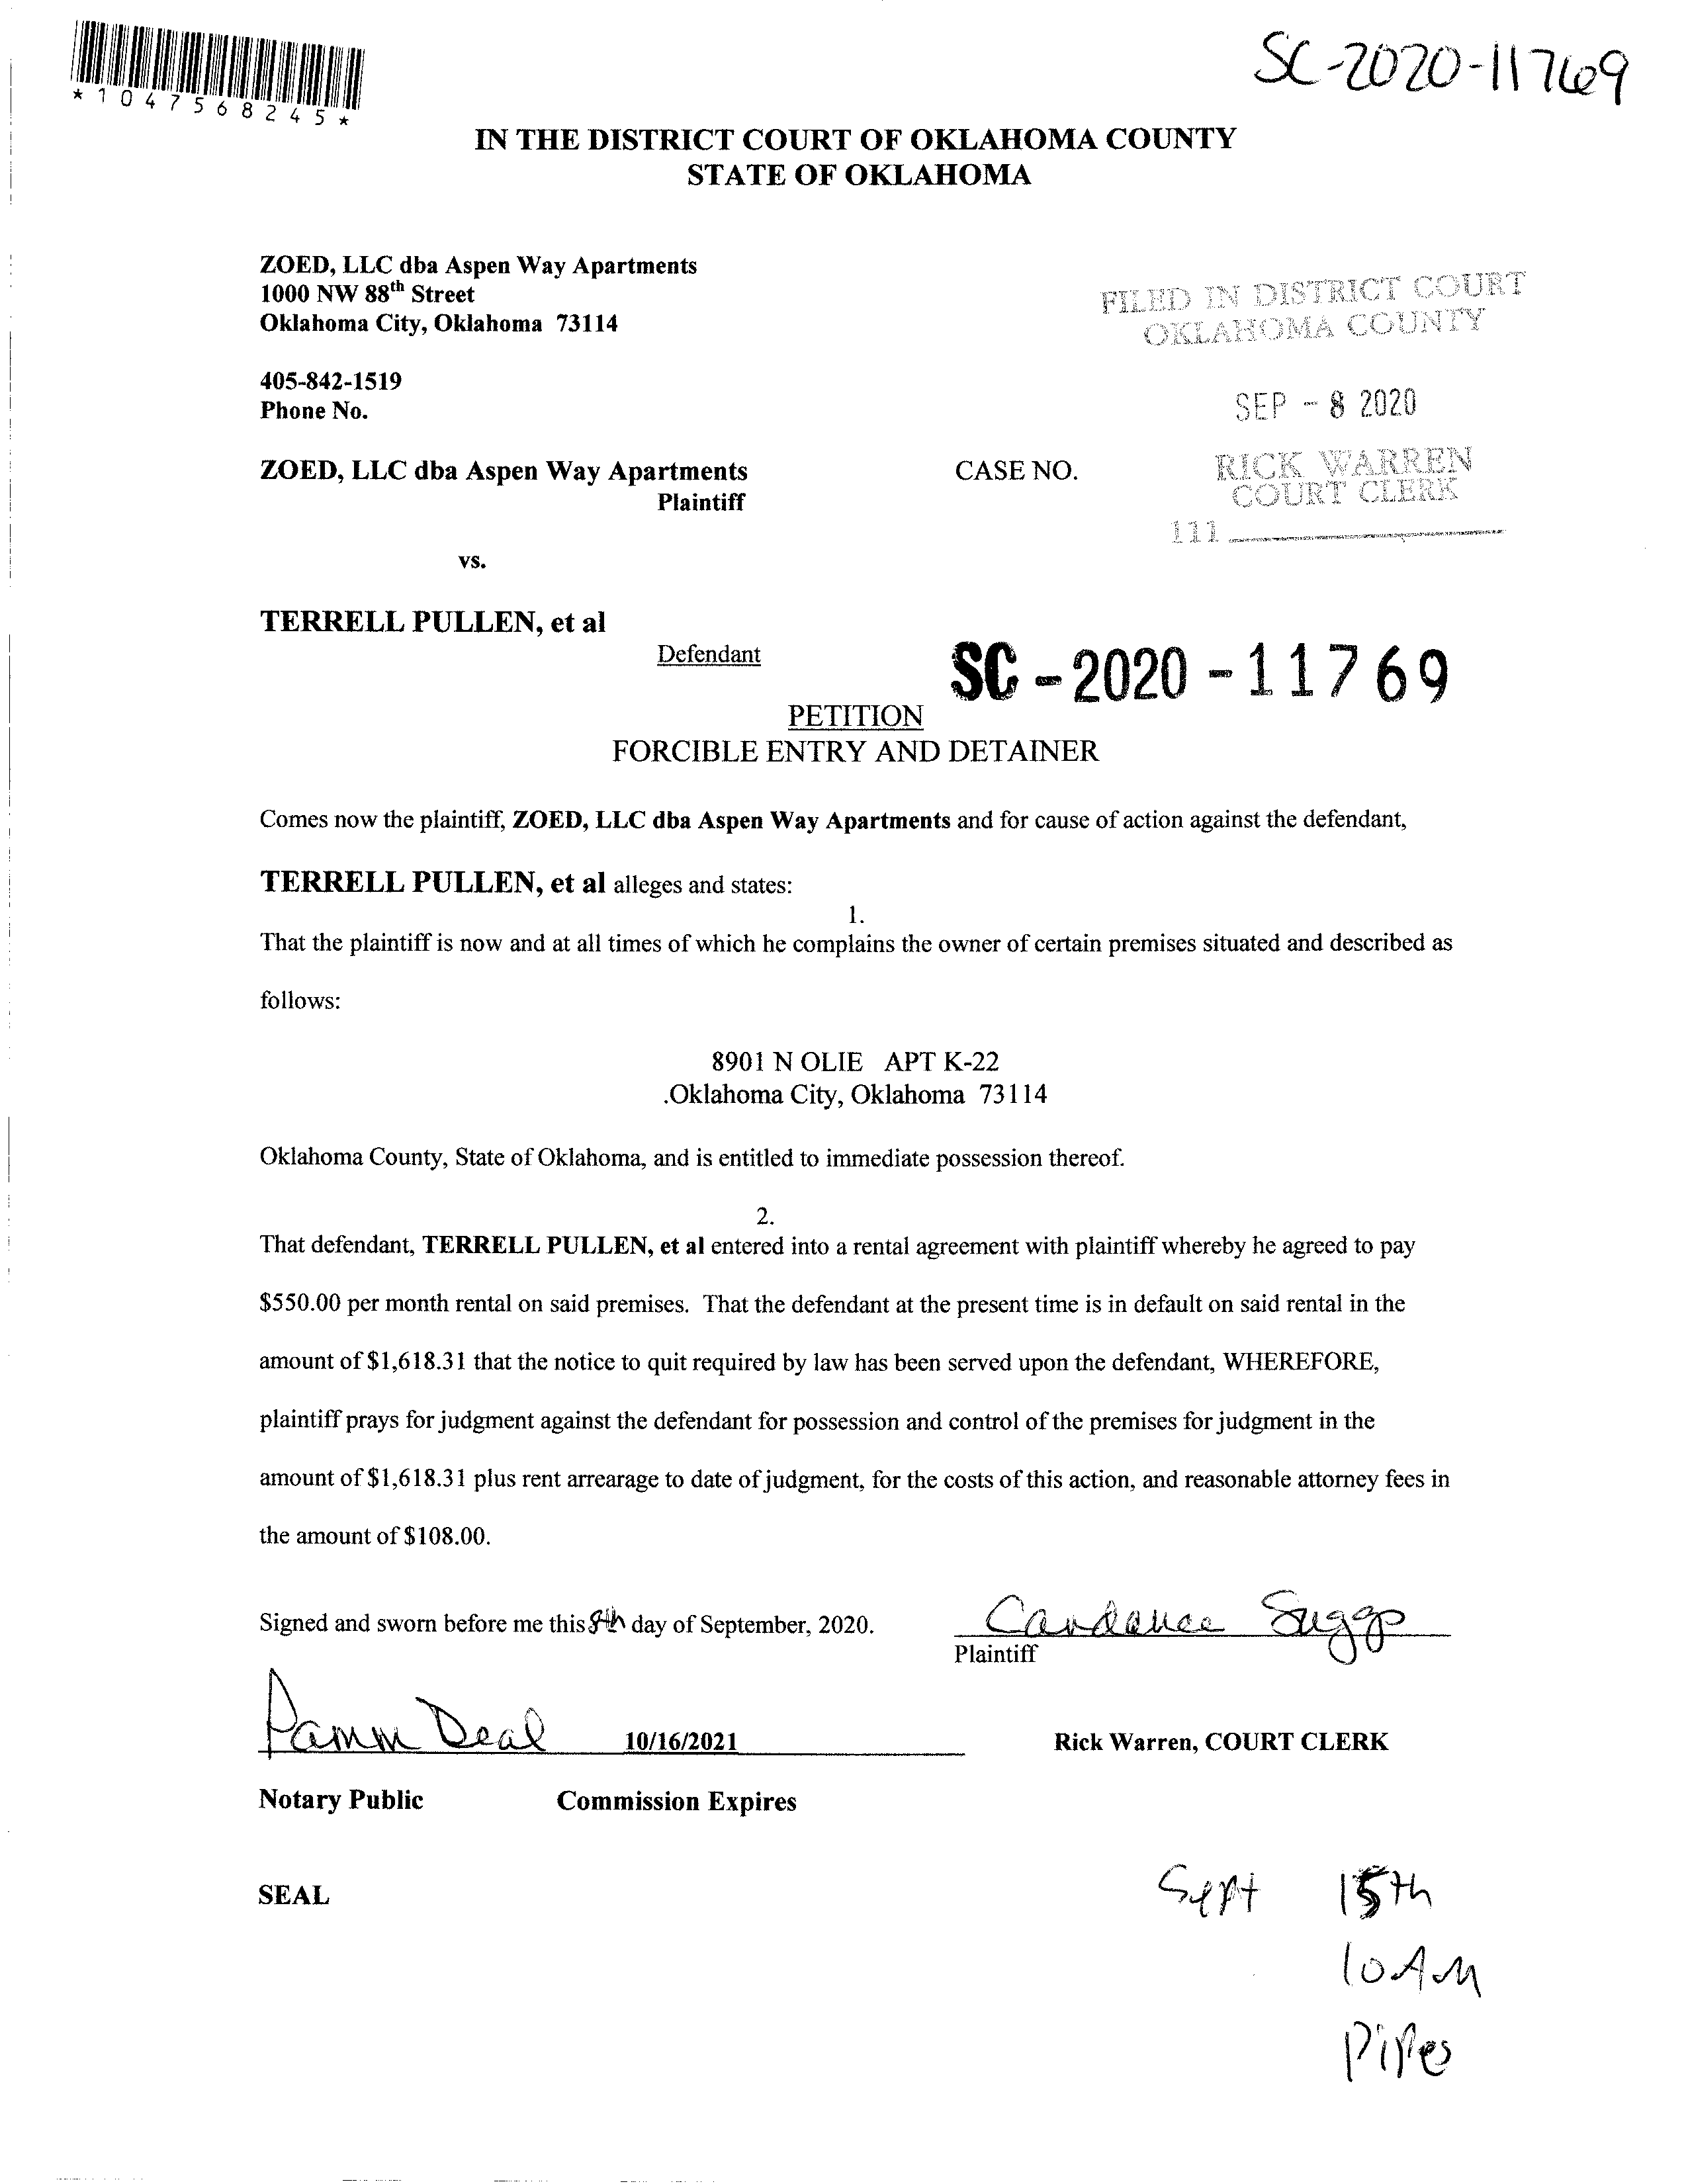 SC-2020-11769
*1047568245*
IN THE DISTRICT COURT OF OKLAHOMA COUNTY
STATE OF OKLAHOMA
ZOED, LLC dba Aspen Way Apartments
1000 NW 88th Street
Oklahoma City, Oklahoma 73114
FILED IN DISTRICT COURT
OKLAHOMA COUNTY
405-842-1519
Phone No.
SEP - 8 2020
ZOED, LLC dba Aspen Way Apartments
Plaintiff
CASE NO.
RICK WARREN
COURT CLERK
111
vs.
TERRELL PULLEN, et al
Defendant
SC - 2020 - 11769
PETITION
FORCIBLE ENTRY AND DETAINER
Comes now the plaintiff, ZOED, LLC dba Aspen Way Apartments and for cause of action against the defendant,
TERRELL PULLEN, et al alleges and states:
1.
That the plaintiff is now and at all times of which he complains the owner of certain premises situated and described as
follows:
8901 N OLIE APT K-22
.Oklahoma City, Oklahoma 73114
Oklahoma County, State of Oklahoma, and is entitled to immediate possession thereof.
2.
That defendant, TERRELL PULLEN, et al entered into a rental agreement with plaintiff whereby he agreed to pay
$550.00 per month rental on said premises. That the defendant at the present time is in default on said rental in the
amount of $1,618.31 that the notice to quit required by law has been served upon the defendant, WHEREFORE,
plaintiff prays for judgment against the defendant for possession and control of the premises for judgment in the
amount of $1,618.31 plus rent arrearage to date of judgment, for the costs of this action, and reasonable attorney fees in
the amount of $108.00.
Signed and sworn before me this 8th day of September, 2020.
Candance Suggs
Plaintiff
Pamm Deal 10/16/2021
Rick Warren, COURT CLERK
Notary Public Commission Expires
SEAL
Sept 15th
10 AM
Pipes